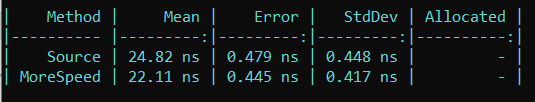 |    Method |     Mean |    Error |   StdDev | Allocated |
|---------- |---------:|---------:|---------:|----------:|
|    Source | 24.82 ns | 0.479 ns | 0.448 ns |         - |
| MoreSpeed | 22.11 ns | 0.445 ns | 0.417 ns |         - |